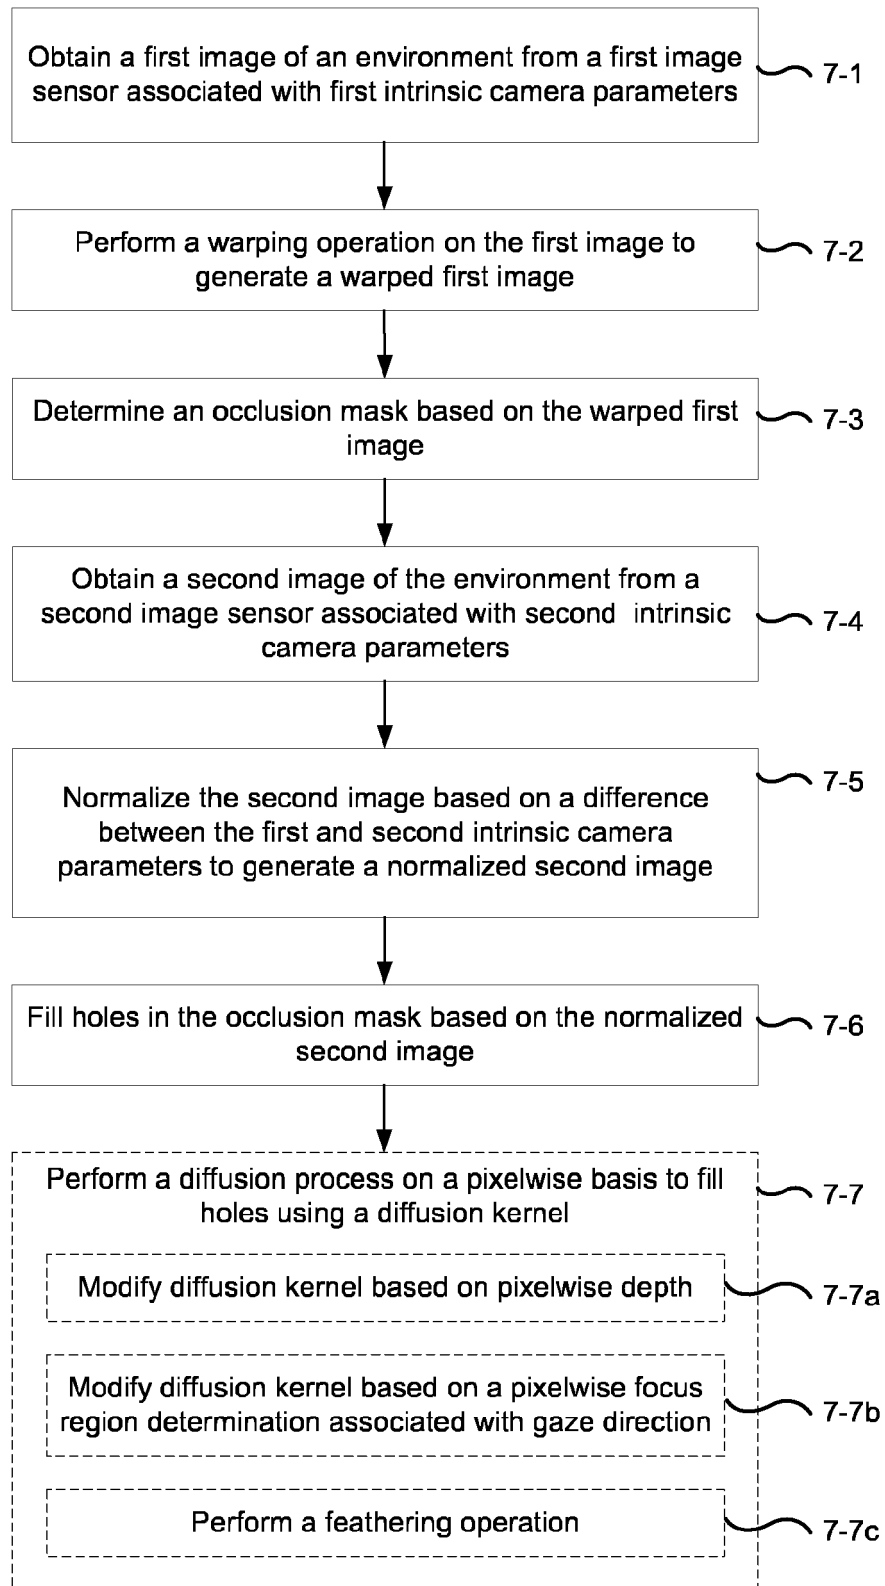 Obtain a first image of an environment from a first image
sensor associated with first intrinsic camera parameters
7-1
Perform a warping operation on the first image to
generate a warped first image
7-2
Determine an occlusion mask based on the warped first
image
7-3
Obtain a second image of the environment from a
second image sensor associated with second intrinsic
camera parameters
7-4
Normalize the second image based on a difference
between the first and second intrinsic camera
parameters to generate a normalized second image
7-5
Fill holes in the occlusion mask based on the normalized
second image
7-6
Perform a diffusion process on a pixelwise basis to fill
holes using a diffusion kernel
7-7
Modify diffusion kernel based on pixelwise depth
7-7a
Modify diffusion kernel based on a pixelwise focus
region determination associated with gaze direction
7-7b
Perform a feathering operation
7-7c